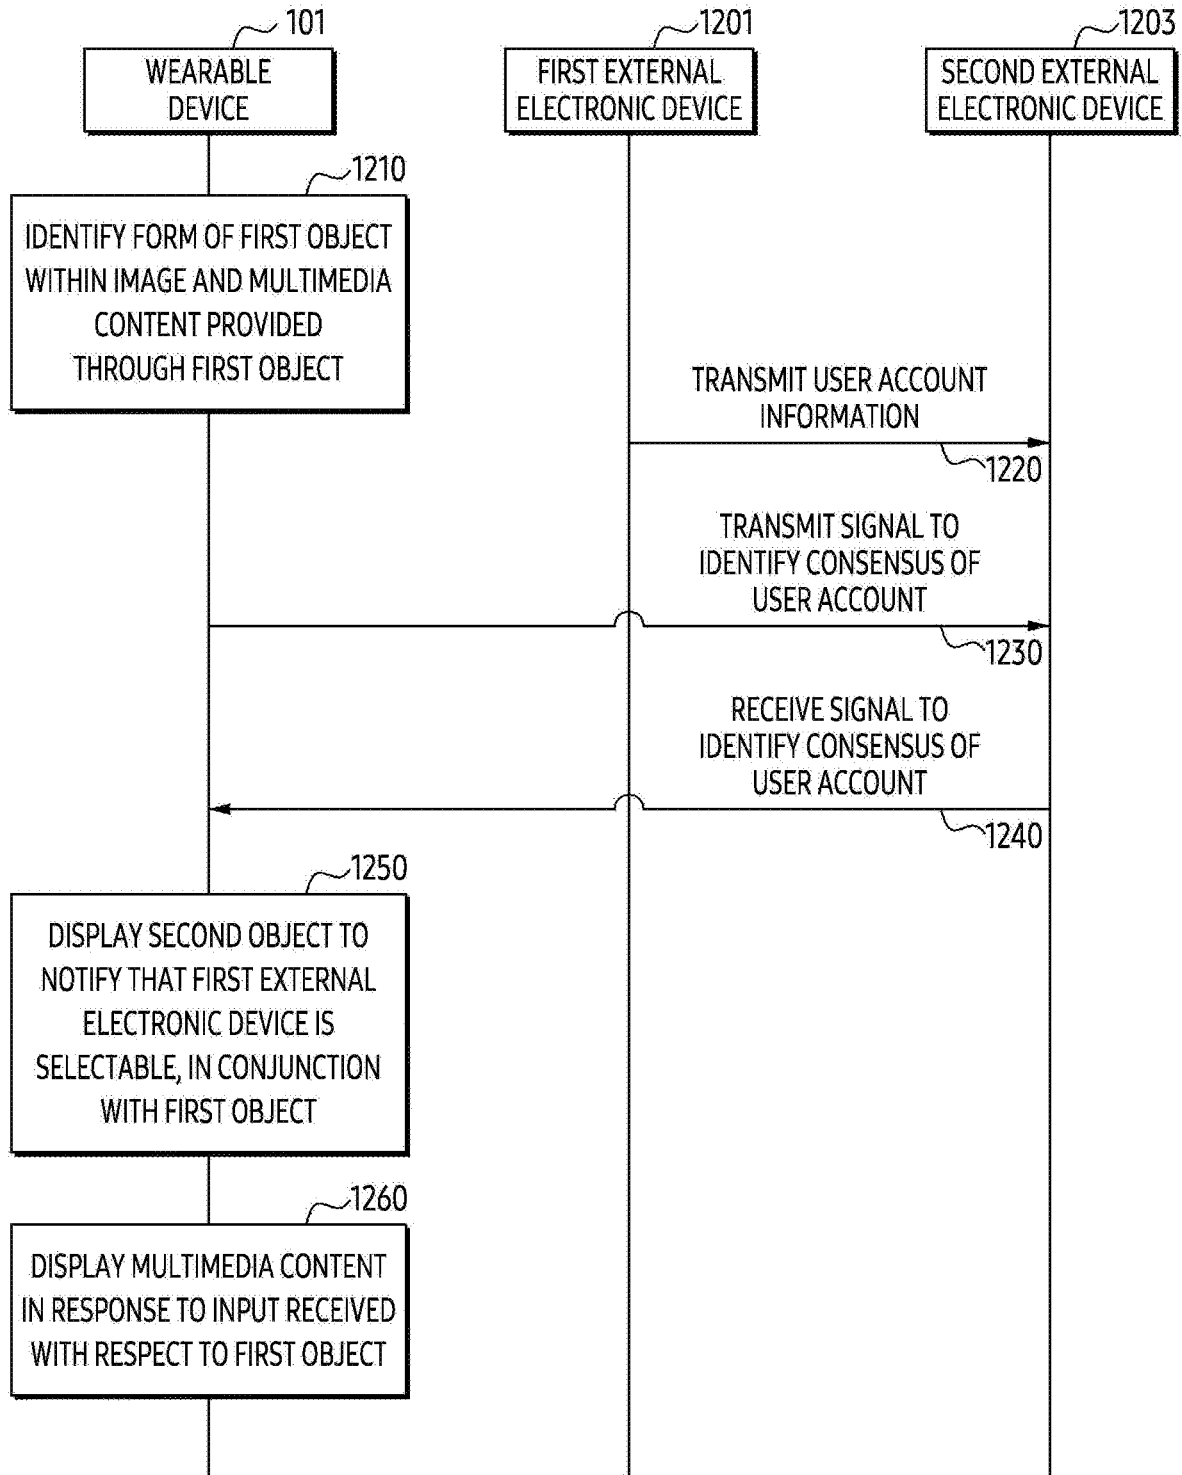 101
WEARABLE
DEVICE
1201
FIRST EXTERNAL
ELECTRONIC DEVICE
1203
SECOND EXTERNAL
ELECTRONIC DEVICE
1210
IDENTIFY FORM OF FIRST OBJECT
WITHIN IMAGE AND MULTIMEDIA
CONTENT PROVIDED
THROUGH FIRST OBJECT
TRANSMIT USER ACCOUNT
INFORMATION
1220
TRANSMIT SIGNAL TO
IDENTIFY CONSENSUS OF
USER ACCOUNT
1230
RECEIVE SIGNAL TO
IDENTIFY CONSENSUS OF
USER ACCOUNT
1240
1250
DISPLAY SECOND OBJECT TO
NOTIFY THAT FIRST EXTERNAL
ELECTRONIC DEVICE IS
SELECTABLE, IN CONJUNCTION
WITH FIRST OBJECT
1260
DISPLAY MULTIMEDIA CONTENT
IN RESPONSE TO INPUT RECEIVED
WITH RESPECT TO FIRST OBJECT